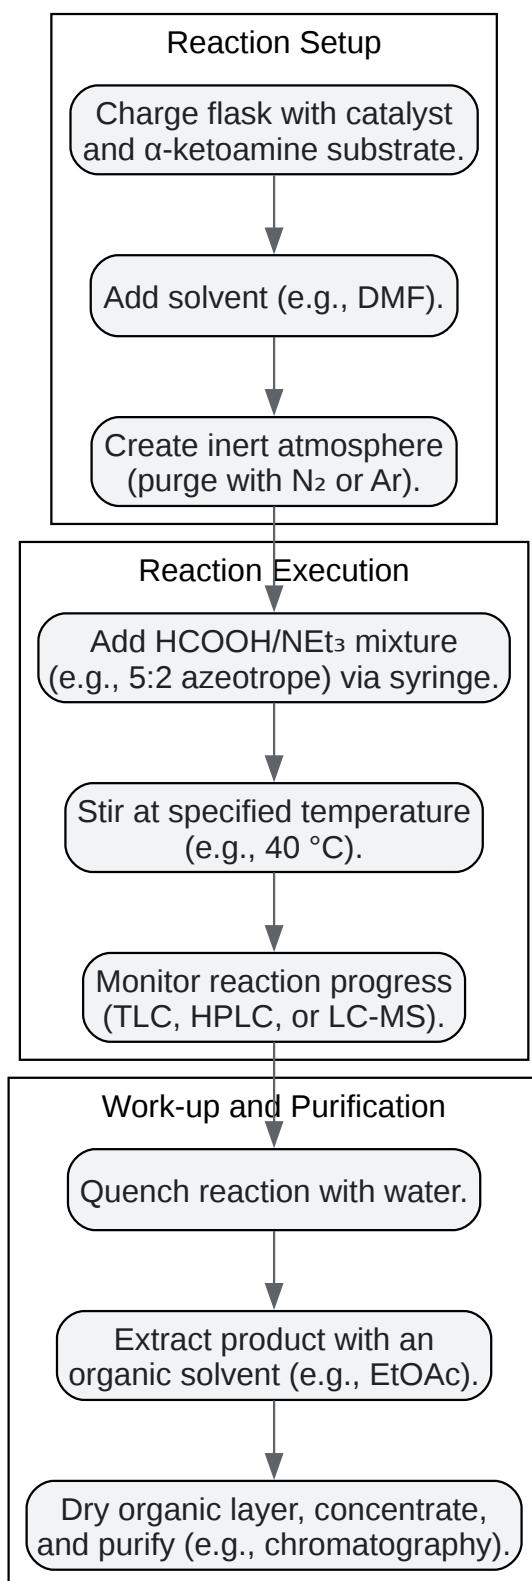 Reaction Setup
Charge flask with catalyst
and α-ketoamine substrate.
Add solvent (e.g., DMF).
Create inert atmosphere
(purge with N₂ or Ar).
Reaction Execution
Add HCOOH/NEt₃ mixture
(e.g., 5:2 azeotrope) via syringe.
Stir at specified temperature
(e.g., 40 °C).
Monitor reaction progress
(TLC, HPLC, or LC-MS).
Work-up and Purification
Quench reaction with water.
Extract product with an
organic solvent (e.g., EtOAc).
Dry organic layer, concentrate,
and purify (e.g., chromatography).